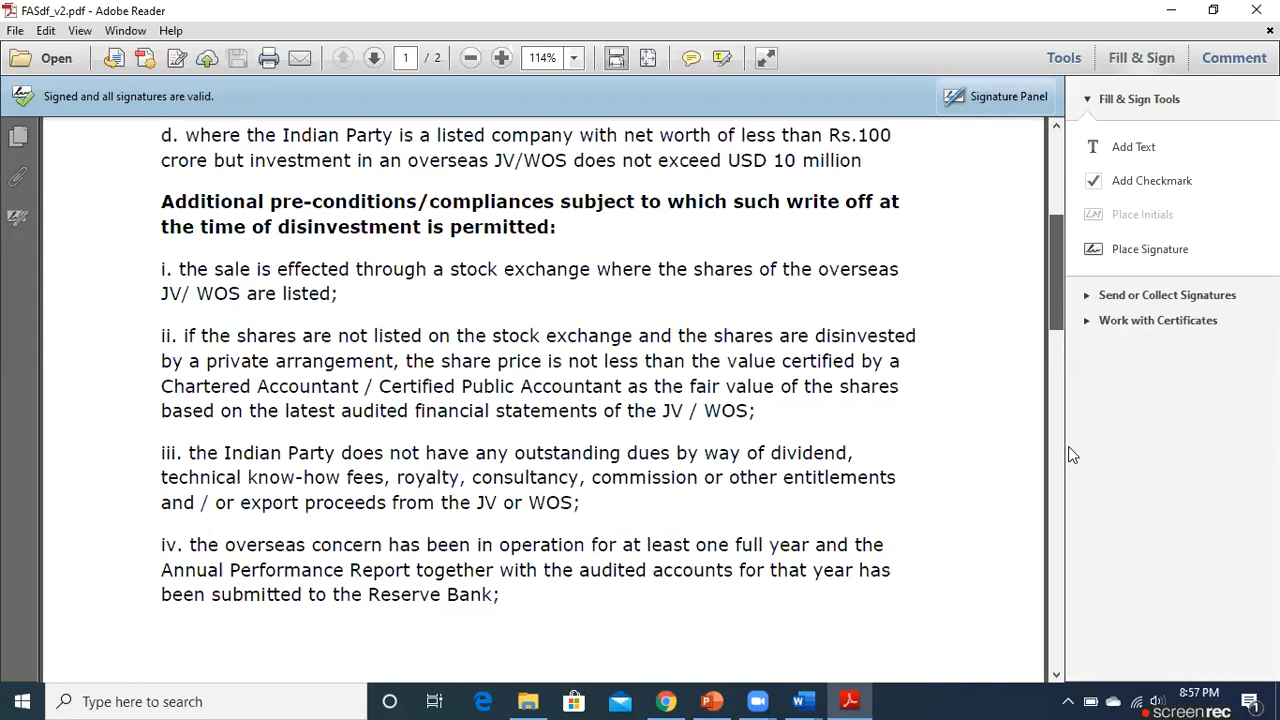 FASdf_v2.pdf - Adobe Reader
File Edit View Window Help
Open 1 / 2 114% Tools Fill & Sign Comment
Signed and all signatures are valid. Signature Panel
d. where the Indian Party is a listed company with net worth of less than Rs.100
crore but investment in an overseas JV/WOS does not exceed USD 10 million
Additional pre-conditions/compliances subject to which such write off at
the time of disinvestment is permitted:
i. the sale is effected through a stock exchange where the shares of the overseas
JV/ WOS are listed;
ii. if the shares are not listed on the stock exchange and the shares are disinvested
by a private arrangement, the share price is not less than the value certified by a
Chartered Accountant / Certified Public Accountant as the fair value of the shares
based on the latest audited financial statements of the JV / WOS;
iii. the Indian Party does not have any outstanding dues by way of dividend,
technical know-how fees, royalty, consultancy, commission or other entitlements
and / or export proceeds from the JV or WOS;
iv. the overseas concern has been in operation for at least one full year and the
Annual Performance Report together with the audited accounts for that year has
been submitted to the Reserve Bank;
Fill & Sign Tools
T Add Text
Add Checkmark
LM Place Initials
Place Signature
Send or Collect Signatures
Work with Certificates
Type here to search
8:57 PM
screenrec
1